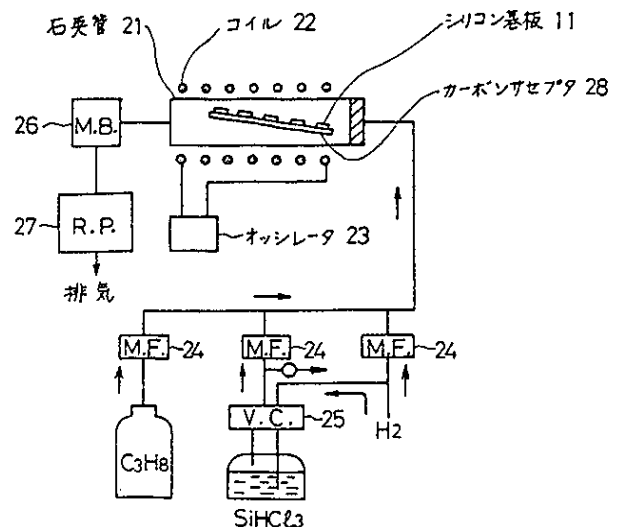 石英管 21
コイル 22
シリコン基板 11
カーボンサセプタ 28
26
M.B.
27
R.P.
オッシレータ 23
排気
M.F. 24
M.F. 24
M.F. 24
V.C. 25
H2
C3H8
SiHCl3